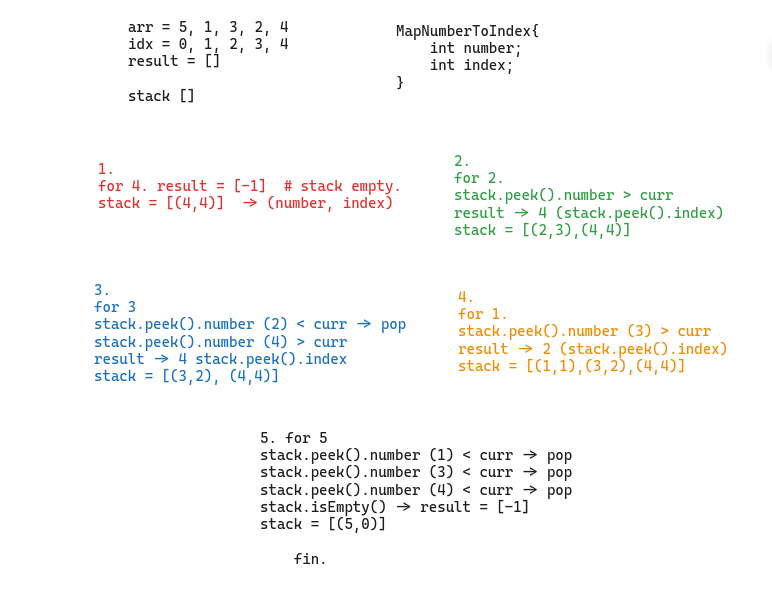 arr = 5, 1, 3, 2, 4
idx = 0, 1, 2, 3, 4
result = []
stack []
MapNumberToIndex{
int number;
int index;
}
1.
for 4. result = [-1]  # stack empty.
stack = [(4,4)]  → (number, index)
2.
for 2.
stack.peek().number > curr
result → 4 (stack.peek().index)
stack = [(2,3),(4,4)]
3.
for 3
stack.peek().number (2) < curr → pop
stack.peek().number (4) > curr
result → 4 stack.peek().index
stack = [(3,2), (4,4)]
4.
for 1.
stack.peek().number (3) > curr
result → 2 (stack.peek().index)
stack = [(1,1),(3,2),(4,4)]
5. for 5
stack.peek().number (1) < curr → pop
stack.peek().number (3) < curr → pop
stack.peek().number (4) < curr → pop
stack.isEmpty() → result = [-1]
stack = [(5,0)]
fin.